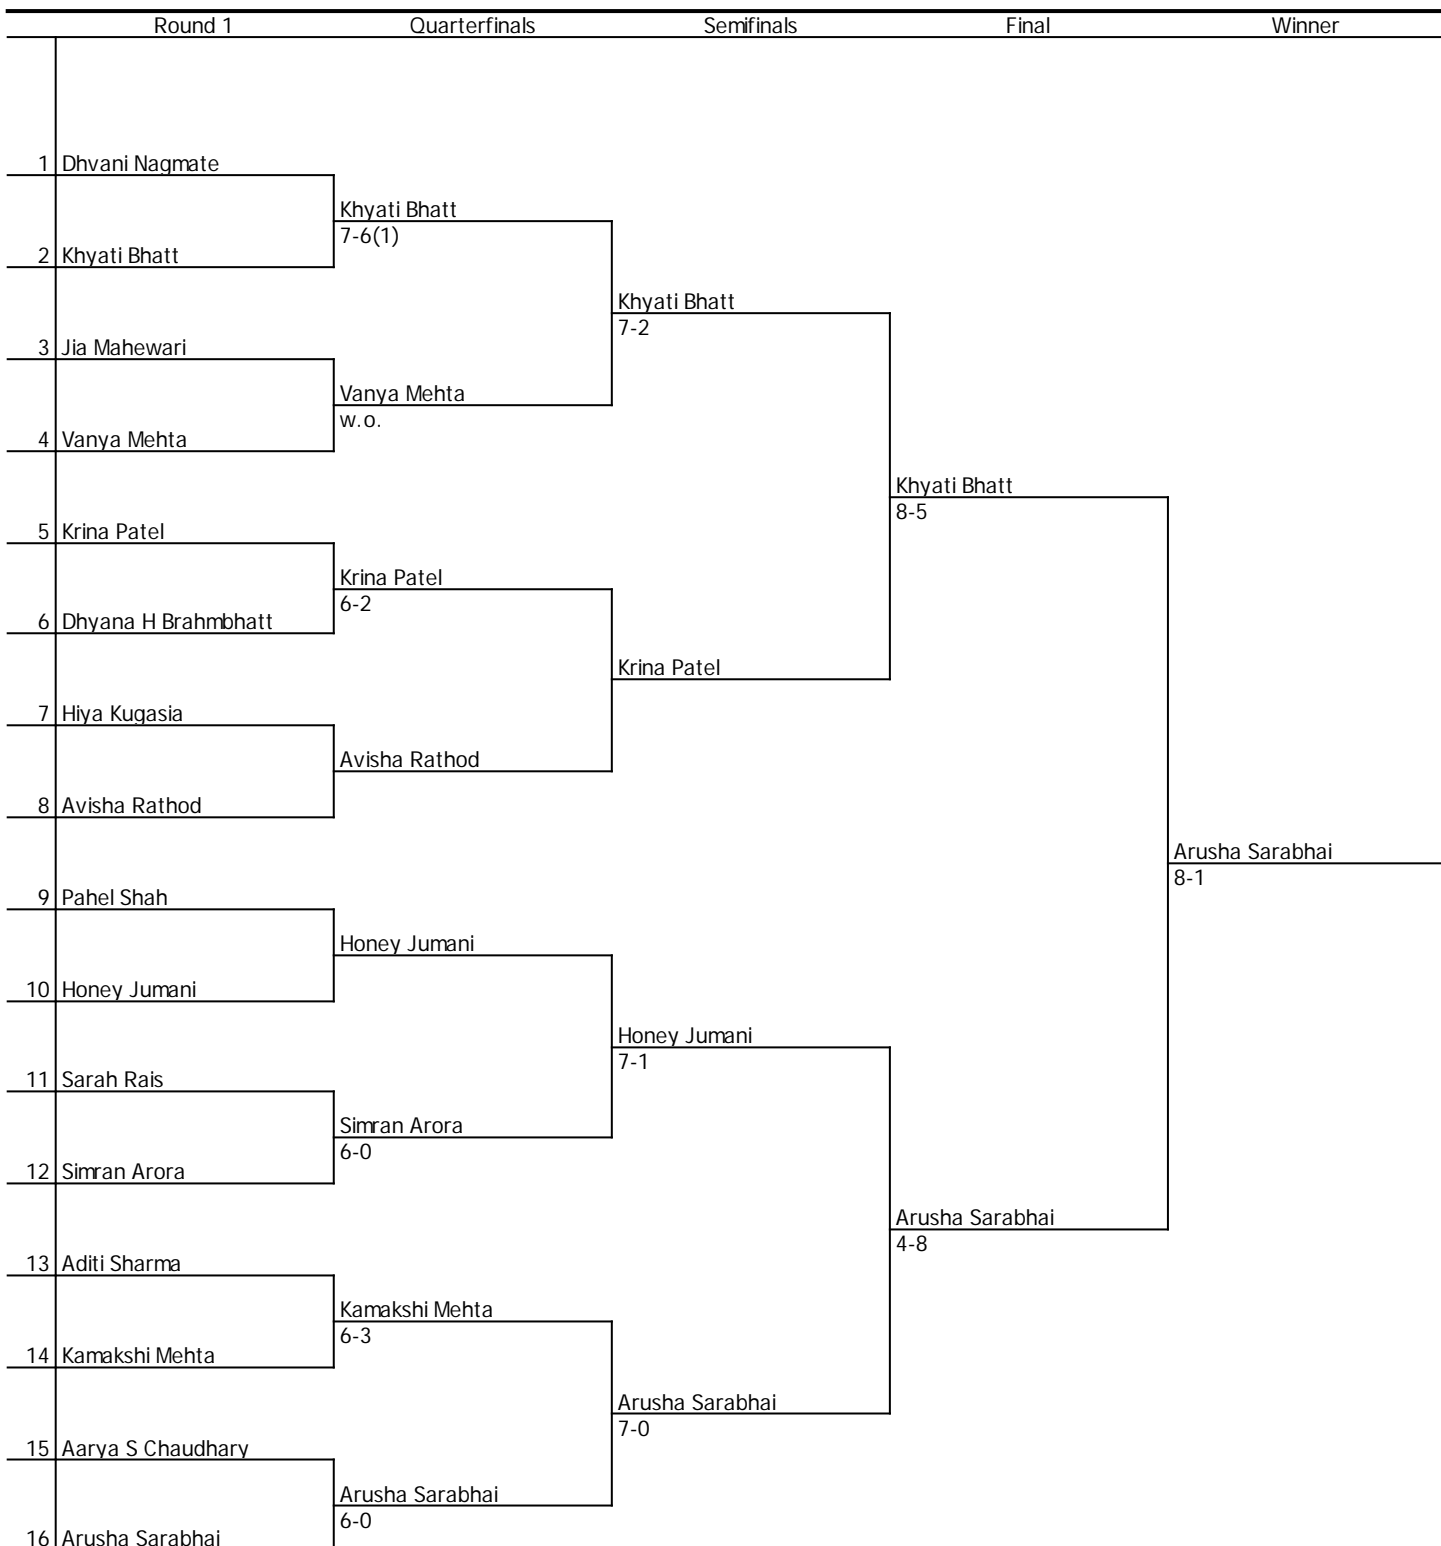 Round 1 Quarterfinals Semifinals Final Winner
1 Dhvani Nagmate
Khyati Bhatt
7-6(1)
2 Khyati Bhatt
Khyati Bhatt
7-2
3 Jia Mahewari
Vanya Mehta
w.o.
4 Vanya Mehta
Khyati Bhatt
8-5
5 Krina Patel
Krina Patel
6-2
6 Dhyana H Brahmbhatt
Krina Patel
7 Hiya Kugasia
Avisha Rathod
8 Avisha Rathod
Arusha Sarabhai
8-1
9 Pahel Shah
Honey Jumani
10 Honey Jumani
Honey Jumani
7-1
11 Sarah Rais
Simran Arora
6-0
12 Simran Arora
Arusha Sarabhai
4-8
13 Aditi Sharma
Kamakshi Mehta
6-3
14 Kamakshi Mehta
Arusha Sarabhai
7-0
15 Aarya S Chaudhary
Arusha Sarabhai
6-0
16 Arusha Sarabhai